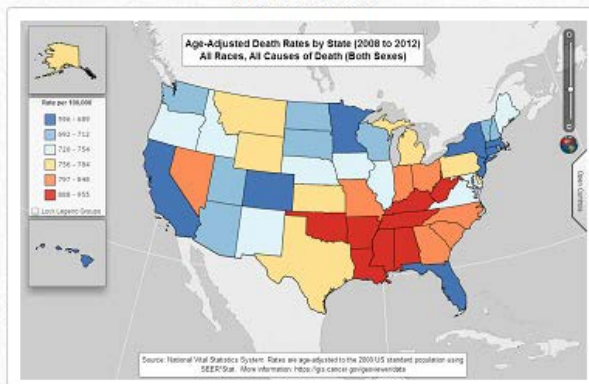 Age-Adjusted Death Rates by State (2008 to 2012)
All Races, All Causes of Death (Both Sexes)
Rate per 100,000
596 - 689
692 - 712
720 - 754
756 - 784
797 - 848
888 - 955
Lock Legend Groups
Open Controls
Source: National Vital Statistics System. Rates are age-adjusted to the 2000 US standard population using
SEER*Stat. More information: https://gis.cancer.gov/geoviewer/data